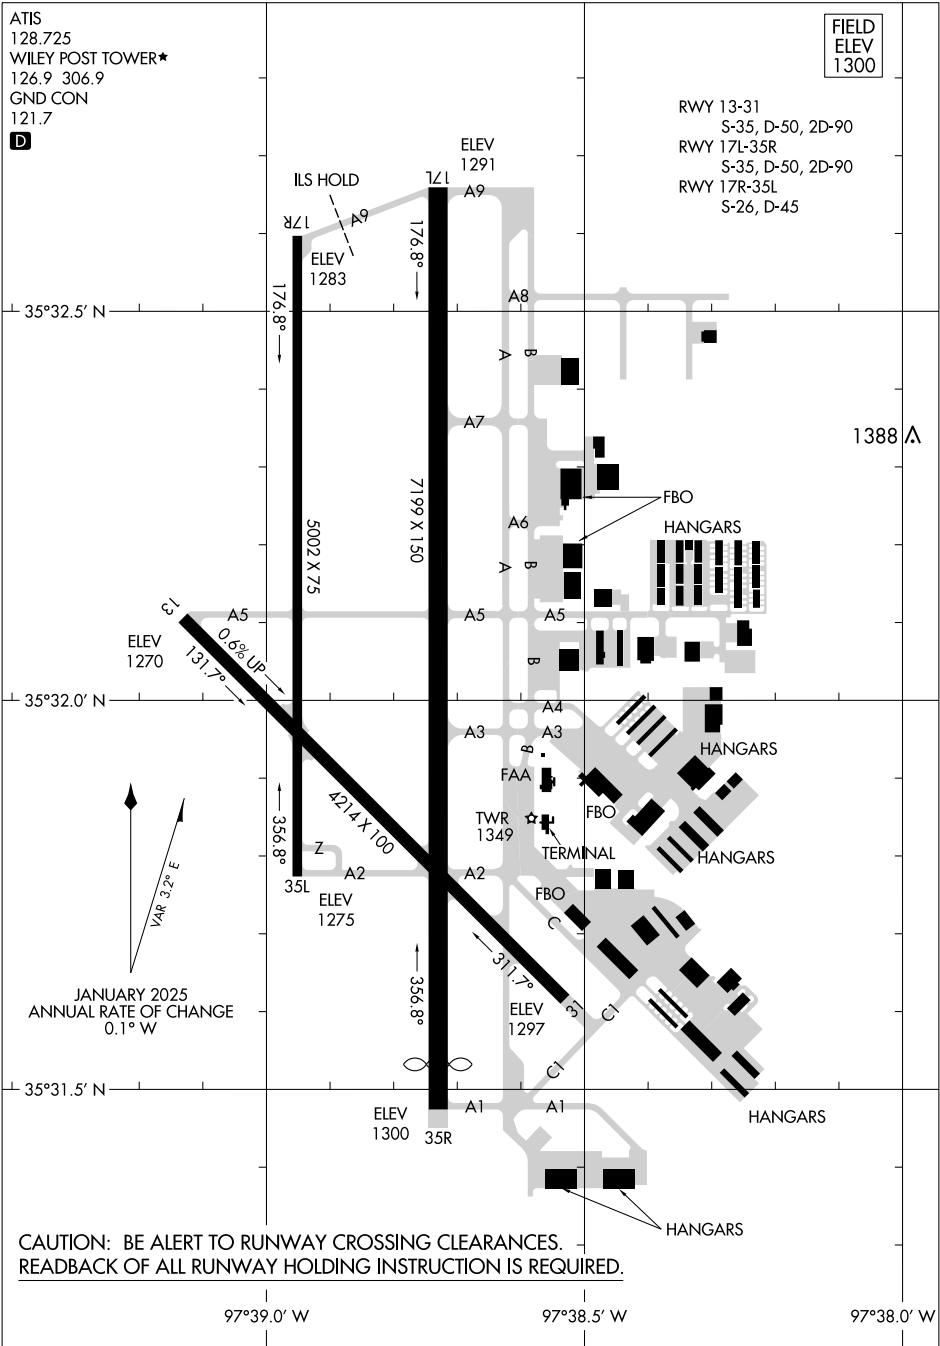 ATIS
128.725
WILEY POST TOWER★
126.9 306.9
GND CON
121.7
D
FIELD
ELEV
1300
RWY 13-31
S-35, D-50, 2D-90
RWY 17L-35R
S-35, D-50, 2D-90
RWY 17R-35L
S-26, D-45
ELEV
1291
17L
A9
ILS HOLD
A9
17R
ELEV
1283
176.8°
176.8°
A8
35°32.5' N
A
B
A7
1388
7199 X 150
5002 X 75
FBO
A6
HANGARS
A
B
13
A5
A5
A5
ELEV
1270
0.6% UP
131.7°
B
35°32.0' N
A4
A3
A3
B
HANGARS
FAA
4214 X 100
FBO
TWR
1349
TERMINAL
HANGARS
356.8°
Z
A2
A2
35L
ELEV
1275
FBO
C
VAR 3.2° E
311.7°
356.8°
31
C1
ELEV
1297
JANUARY 2025
ANNUAL RATE OF CHANGE
0.1° W
C1
35°31.5' N
A1
A1
ELEV
1300
35R
HANGARS
HANGARS
CAUTION: BE ALERT TO RUNWAY CROSSING CLEARANCES.
READBACK OF ALL RUNWAY HOLDING INSTRUCTION IS REQUIRED.
97°39.0' W
97°38.5' W
97°38.0' W